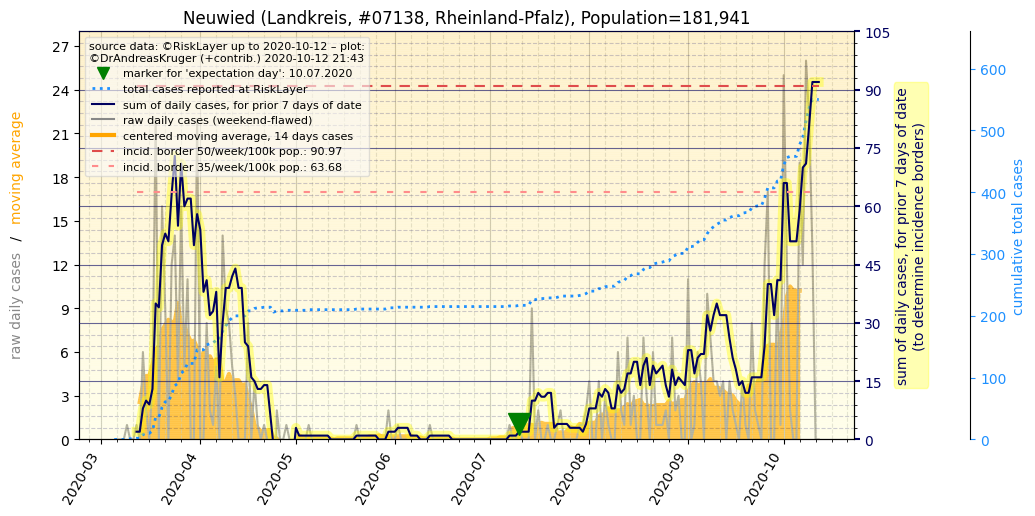 Neuwied (Landkreis, #07138, Rheinland-Pfalz), Population=181,941
source data: ©RiskLayer up to 2020-10-12 – plot:
©DrAndreasKruger (+contrib.) 2020-10-12 21:43
marker for 'expectation day': 10.07.2020
total cases reported at RiskLayer
sum of daily cases, for prior 7 days of date
raw daily cases (weekend-flawed)
centered moving average, 14 days cases
incid. border 50/week/100k pop.: 90.97
incid. border 35/week/100k pop.: 63.68
raw daily cases / moving average
27
24
21
18
15
12
9
6
3
0
105
90
75
60
45
30
15
0
sum of daily cases, for prior 7 days of date
(to determine incidence borders)
600
500
400
300
200
100
0
cumulative total cases
2020-03
2020-04
2020-05
2020-06
2020-07
2020-08
2020-09
2020-10